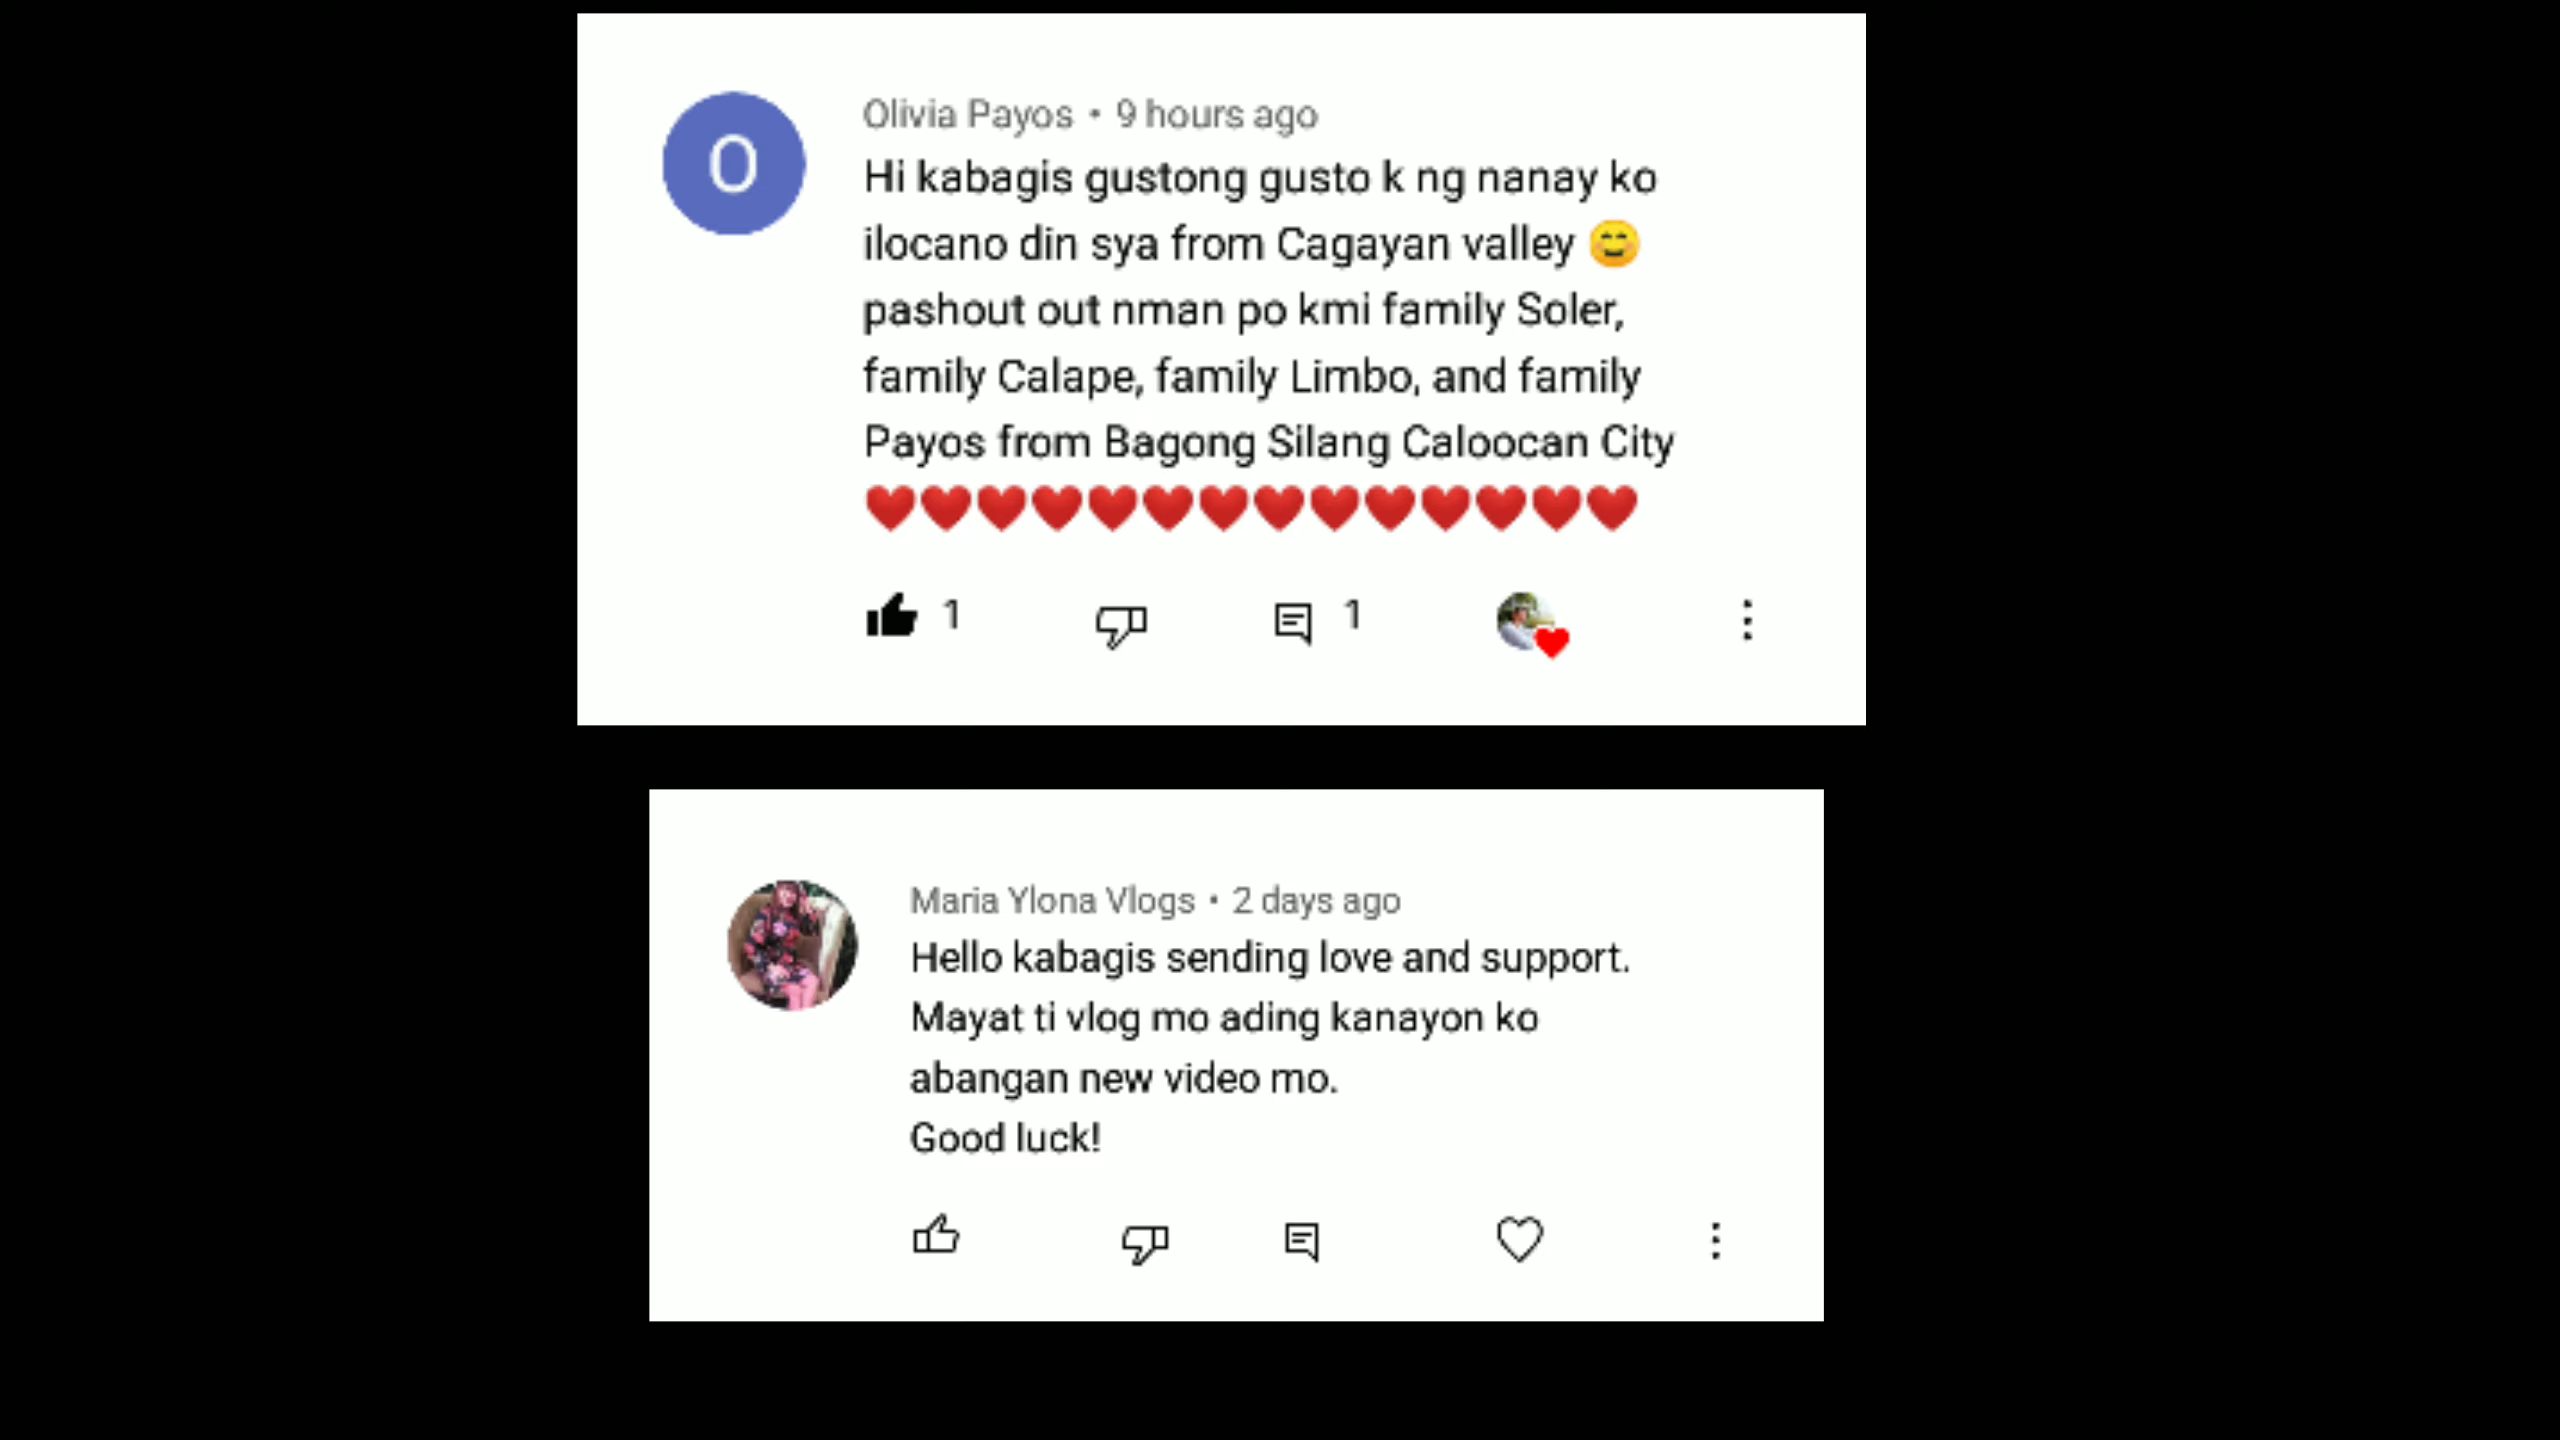 O
Olivia Payos • 9 hours ago
Hi kabagis gustong gusto k ng nanay ko
ilocano din sya from Cagayan valley 😊
pashout out nman po kmi family Soler,
family Calape, family Limbo, and family
Payos from Bagong Silang Caloocan City
❤️❤️❤️❤️❤️❤️❤️❤️❤️❤️❤️❤️❤️❤️
1 1
Maria Ylona Vlogs • 2 days ago
Hello kabagis sending love and support.
Mayat ti vlog mo ading kanayon ko
abangan new video mo.
Good luck!